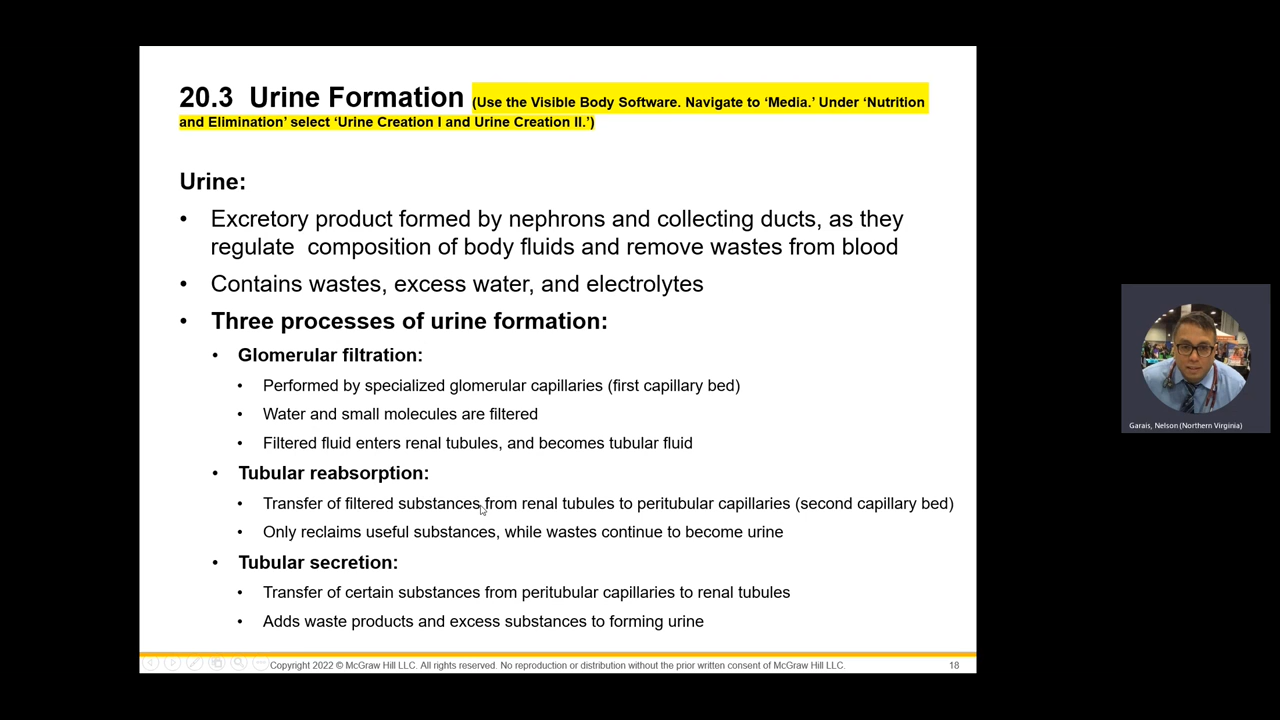 20.3 Urine Formation (Use the Visible Body Software. Navigate to ‘Media.’ Under ‘Nutrition
and Elimination’ select ‘Urine Creation I and Urine Creation II.’)
Urine:
• Excretory product formed by nephrons and collecting ducts, as they
regulate composition of body fluids and remove wastes from blood
• Contains wastes, excess water, and electrolytes
• Three processes of urine formation:
• Glomerular filtration:
• Performed by specialized glomerular capillaries (first capillary bed)
• Water and small molecules are filtered
• Filtered fluid enters renal tubules, and becomes tubular fluid
• Tubular reabsorption:
• Transfer of filtered substances from renal tubules to peritubular capillaries (second capillary bed)
• Only reclaims useful substances, while wastes continue to become urine
• Tubular secretion:
• Transfer of certain substances from peritubular capillaries to renal tubules
• Adds waste products and excess substances to forming urine
Copyright 2022 © McGraw Hill LLC. All rights reserved. No reproduction or distribution without the prior written consent of McGraw Hill LLC.
18
Garais, Nelson (Northern Virginia)